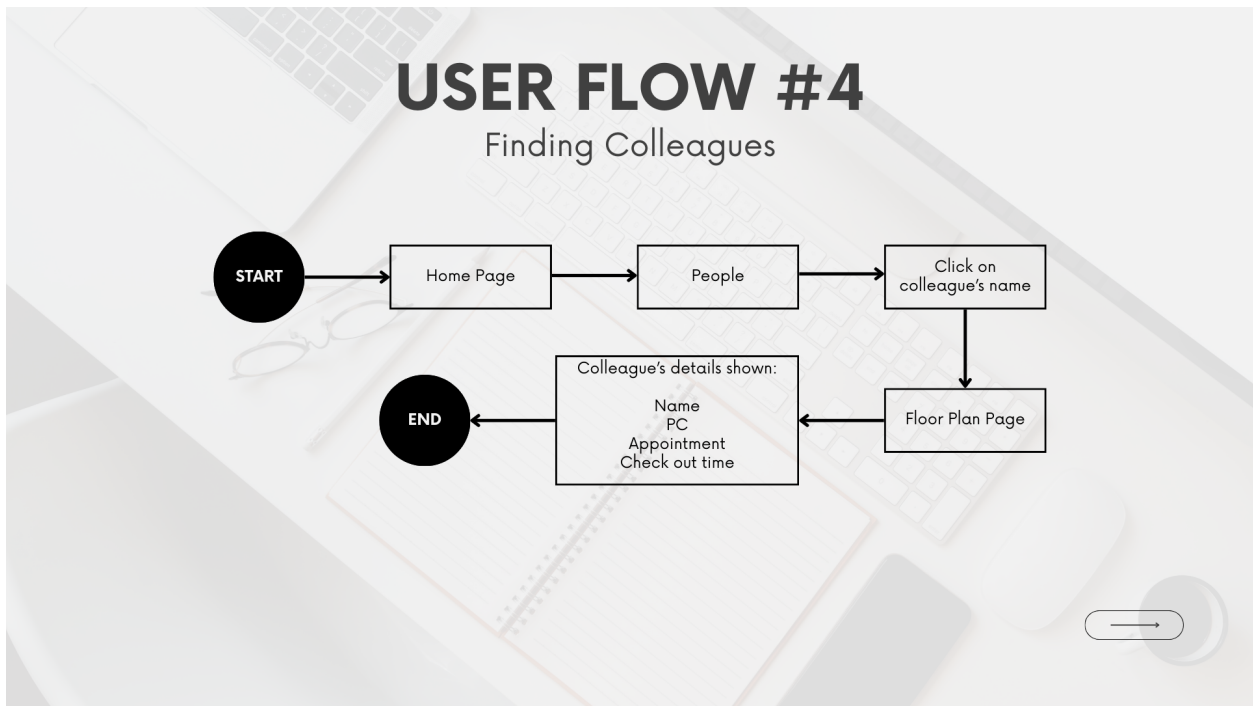 USER FLOW #4
Finding Colleagues
START
Home Page
People
Click on
colleague's name
Floor Plan Page
Colleague's details shown:
Name
PC
Appointment
Check out time
END